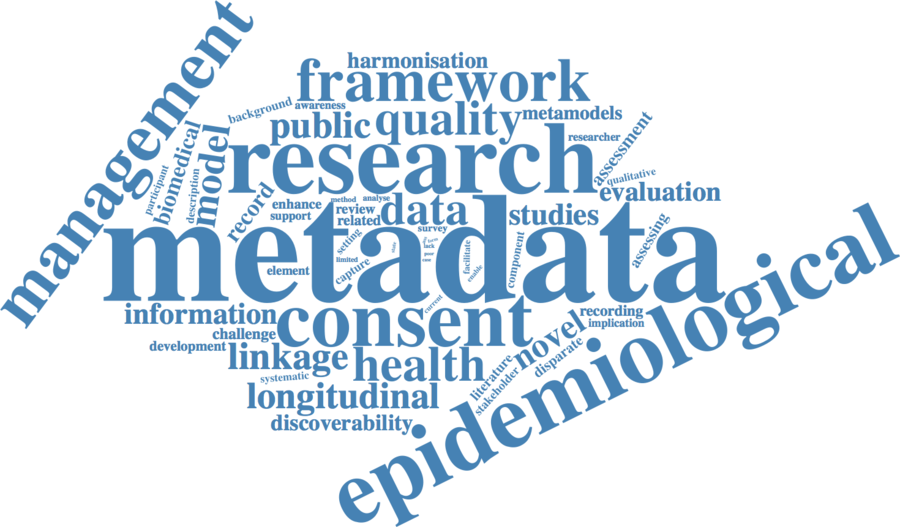 management
harmonisation
framework
background
awareness
public
quality
metamodels
researcher
research
assessment
qualitative
participant
biomedical
description
model
record
enhance
support
method
analyse
review
related
data
survey
studies
evaluation
assessing
metadata
setting
limited
capture
element
lack
poor
facilitate
enable
component
current
information
challenge
development
consent
recording
implication
linkage
health
novel
disparate
literature
stakeholder
systematic
longitudinal
discoverability
epidemiological